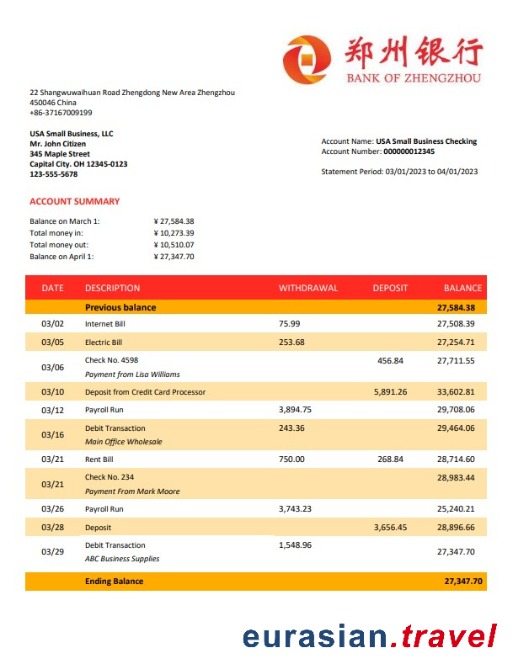 郑州银行
BANK OF ZHENGZHOU
22 Shangwuwaihuan Road Zhengdong New Area Zhengzhou
450046 China
+86-37167009199
USA Small Business, LLC
Mr. John Citizen
345 Maple Street
Capital City. OH 12345-0123
123-555-5678
Account Name: USA Small Business Checking
Account Number: 000000012345
Statement Period: 03/01/2023 to 04/01/2023
ACCOUNT SUMMARY
Balance on March 1: ¥ 27,584.38
Total money in: ¥ 10,273.39
Total money out: ¥ 10,510.07
Balance on April 1: ¥ 27,347.70
DATE DESCRIPTION WITHDRAWAL DEPOSIT BALANCE
Previous balance 27,584.38
03/02 Internet Bill 75.99 27,508.39
03/05 Electric Bill 253.68 27,254.71
03/06 Check No. 4598 456.84 27,711.55
Payment from Lisa Williams
03/10 Deposit from Credit Card Processor 5,891.26 33,602.81
03/12 Payroll Run 3,894.75 29,708.06
03/16 Debit Transaction 243.36 29,464.06
Main Office Wholesale
03/21 Rent Bill 750.00 268.84 28,714.60
03/21 Check No. 234 28,983.44
Payment From Mark Moore
03/26 Payroll Run 3,743.23 25,240.21
03/28 Deposit 3,656.45 28,896.66
03/29 Debit Transaction 1,548.96 27,347.70
ABC Business Supplies
Ending Balance 27,347.70
eurasian.travel